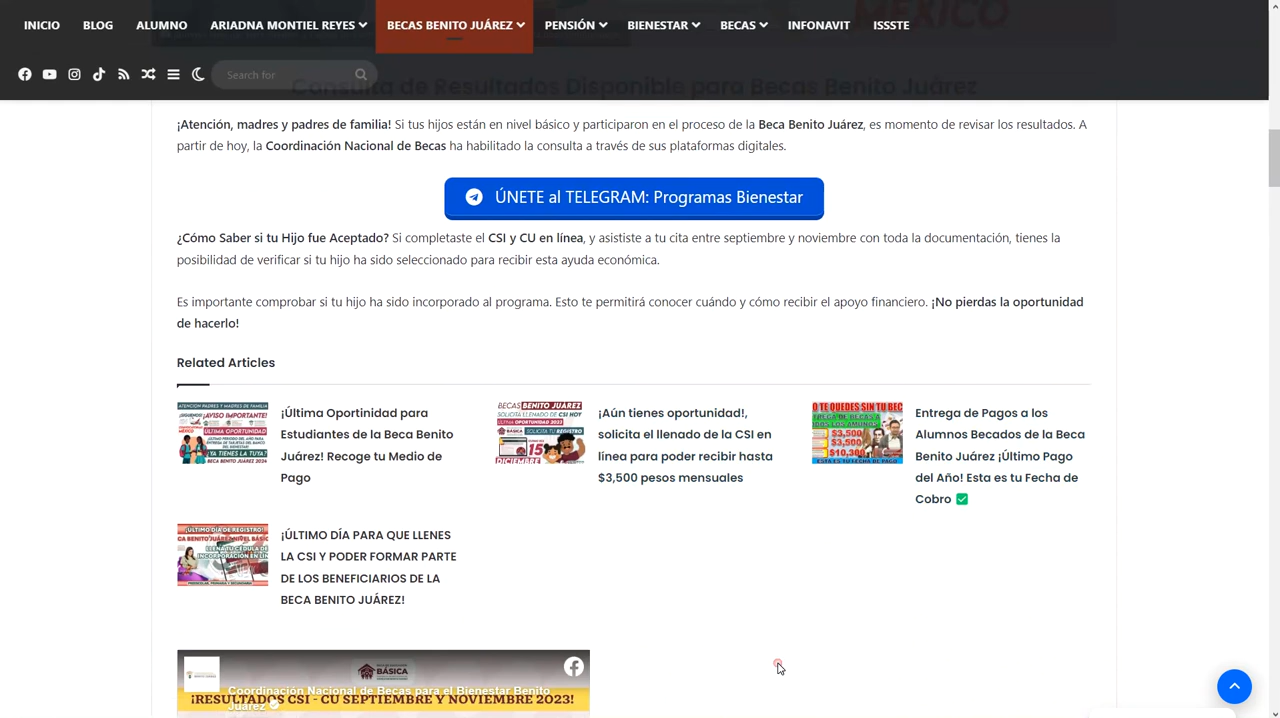 INICIO BLOG ALUMNO ARIADNA MONTIEL REYES BECAS BENITO JUÁREZ PENSIÓN BIENESTAR BECAS INFONAVIT ISSSTE
Search for
Consulta de Resultados Disponible para Becas Benito Juárez
¡Atención, madres y padres de familia! Si tus hijos están en nivel básico y participaron en el proceso de la Beca Benito Juárez, es momento de revisar los resultados. A
partir de hoy, la Coordinación Nacional de Becas ha habilitado la consulta a través de sus plataformas digitales.
ÚNETE al TELEGRAM: Programas Bienestar
¿Cómo Saber si tu Hijo fue Aceptado? Si completaste el CSI y CU en línea, y asististe a tu cita entre septiembre y noviembre con toda la documentación, tienes la
posibilidad de verificar si tu hijo ha sido seleccionado para recibir esta ayuda económica.
Es importante comprobar si tu hijo ha sido incorporado al programa. Esto te permitirá conocer cuándo y cómo recibir el apoyo financiero. ¡No pierdas la oportunidad
de hacerlo!
Related Articles
¡Última Oportinidad para
Estudiantes de la Beca Benito
Juárez! Recoge tu Medio de
Pago
¡Aún tienes oportunidad!,
solicita el llenado de la CSI en
línea para poder recibir hasta
$3,500 pesos mensuales
Entrega de Pagos a los
Alumnos Becados de la Beca
Benito Juárez ¡Último Pago
del Año! Esta es tu Fecha de
Cobro ✅
¡ÚLTIMO DÍA PARA QUE LLENES
LA CSI Y PODER FORMAR PARTE
DE LOS BENEFICIARIOS DE LA
BECA BENITO JUÁREZ!
BÁSICA
Coordinación Nacional de Becas para el Bienestar Benito
Juárez
¡RESULTADOS CSI - CU SEPTIEMBRE Y NOVIEMBRE 2023!